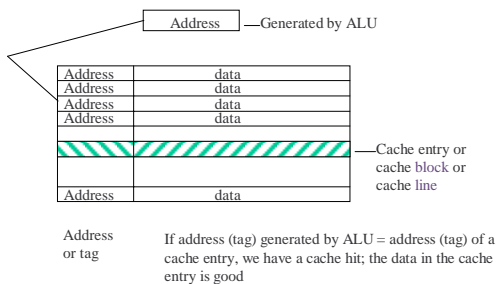 Address — Generated by ALU
Address data
Address data
Address data
Address data
Cache entry or
cache block or
cache line
Address data
Address
or tag
If address (tag) generated by ALU = address (tag) of a
cache entry, we have a cache hit; the data in the cache
entry is good